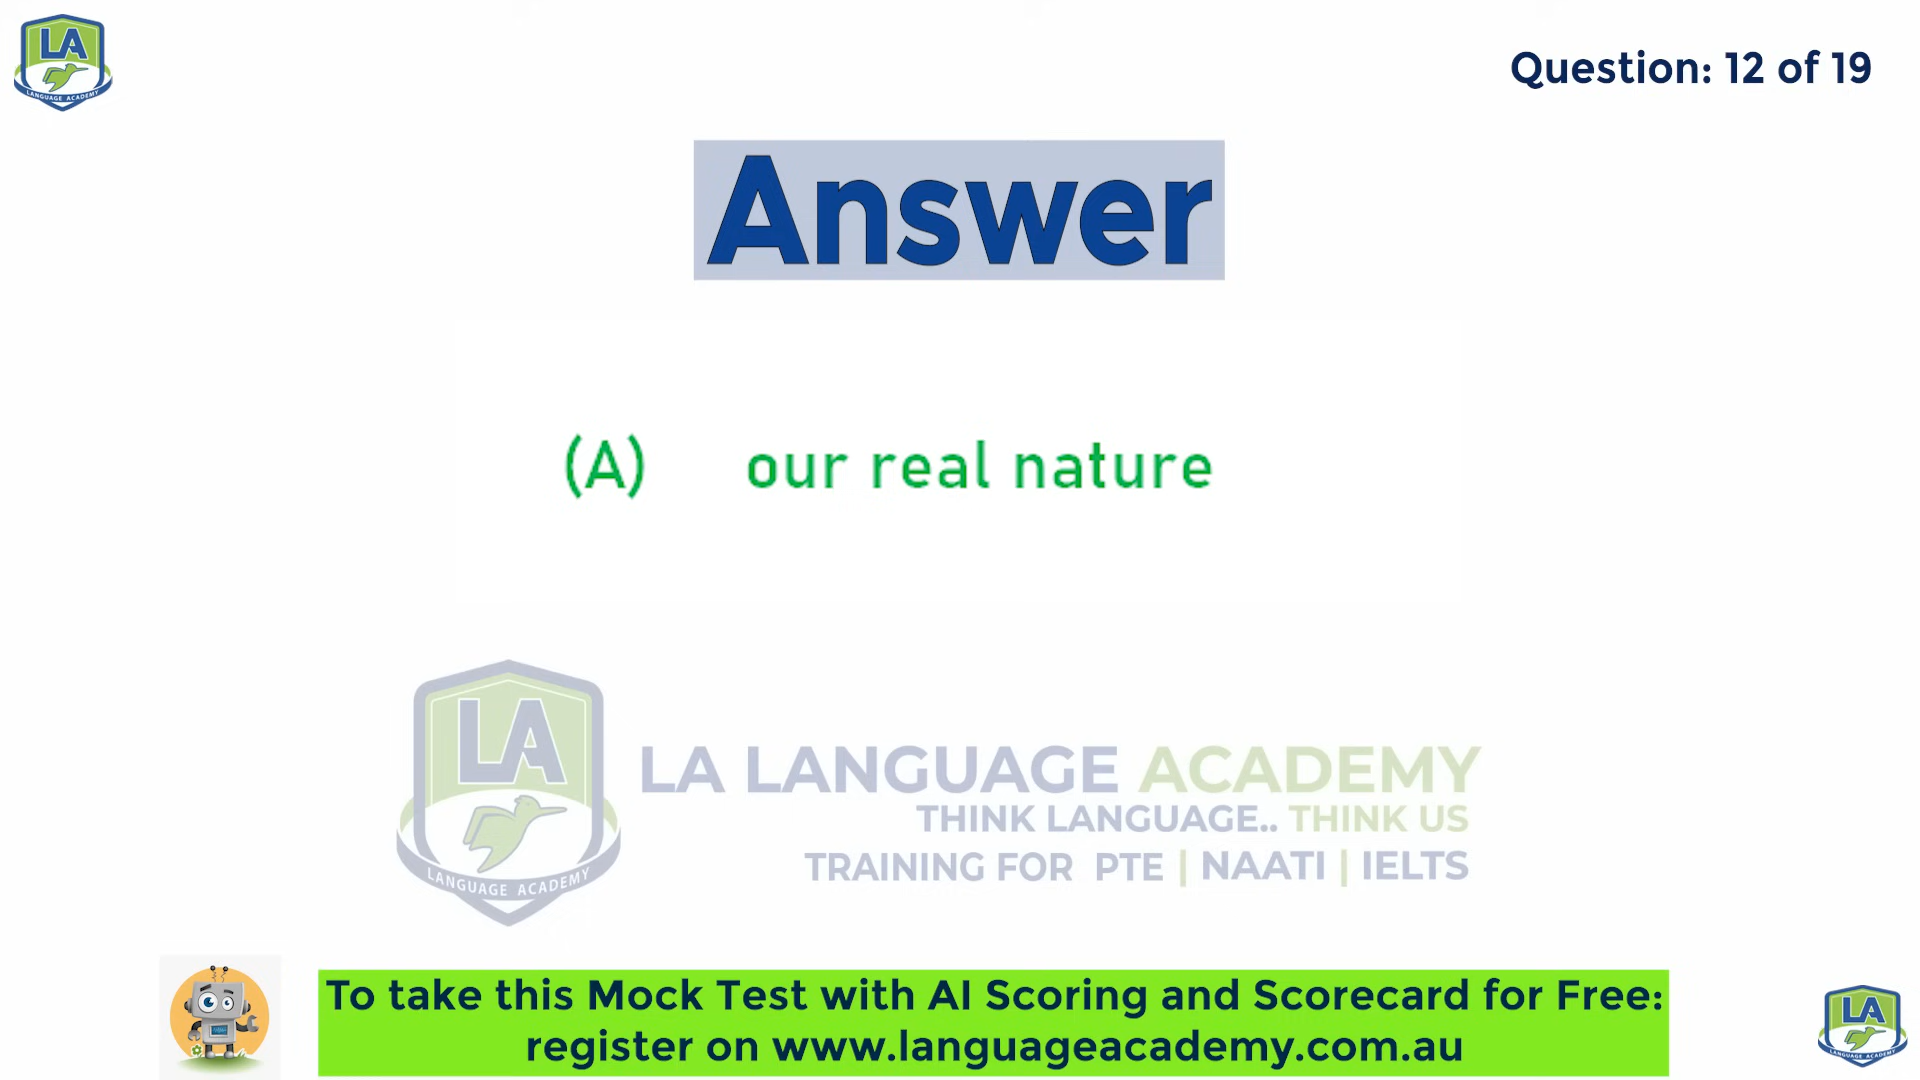 LA
LANGUAGE ACADEMY
Question: 12 of 19
Answer
(A) our real nature
LA
LANGUAGE ACADEMY
LA LANGUAGE ACADEMY
THINK LANGUAGE.. THINK US
TRAINING FOR PTE | NAATI | IELTS
To take this Mock Test with AI Scoring and Scorecard for Free:
register on www.languageacademy.com.au
LA
LANGUAGE ACADEMY